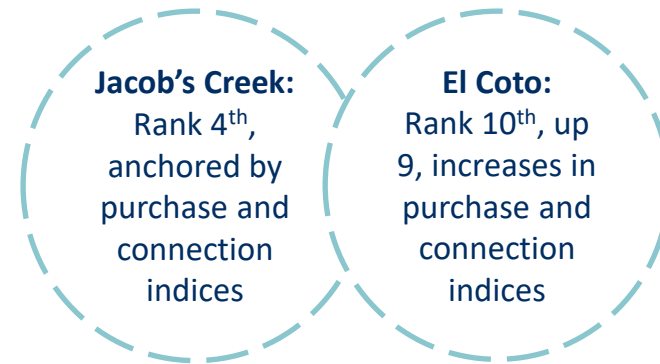 Jacob’s Creek:
Rank 4th,
anchored by
purchase and
connection
indices
El Coto:
Rank 10th, up
9, increases in
purchase and
connection
indices